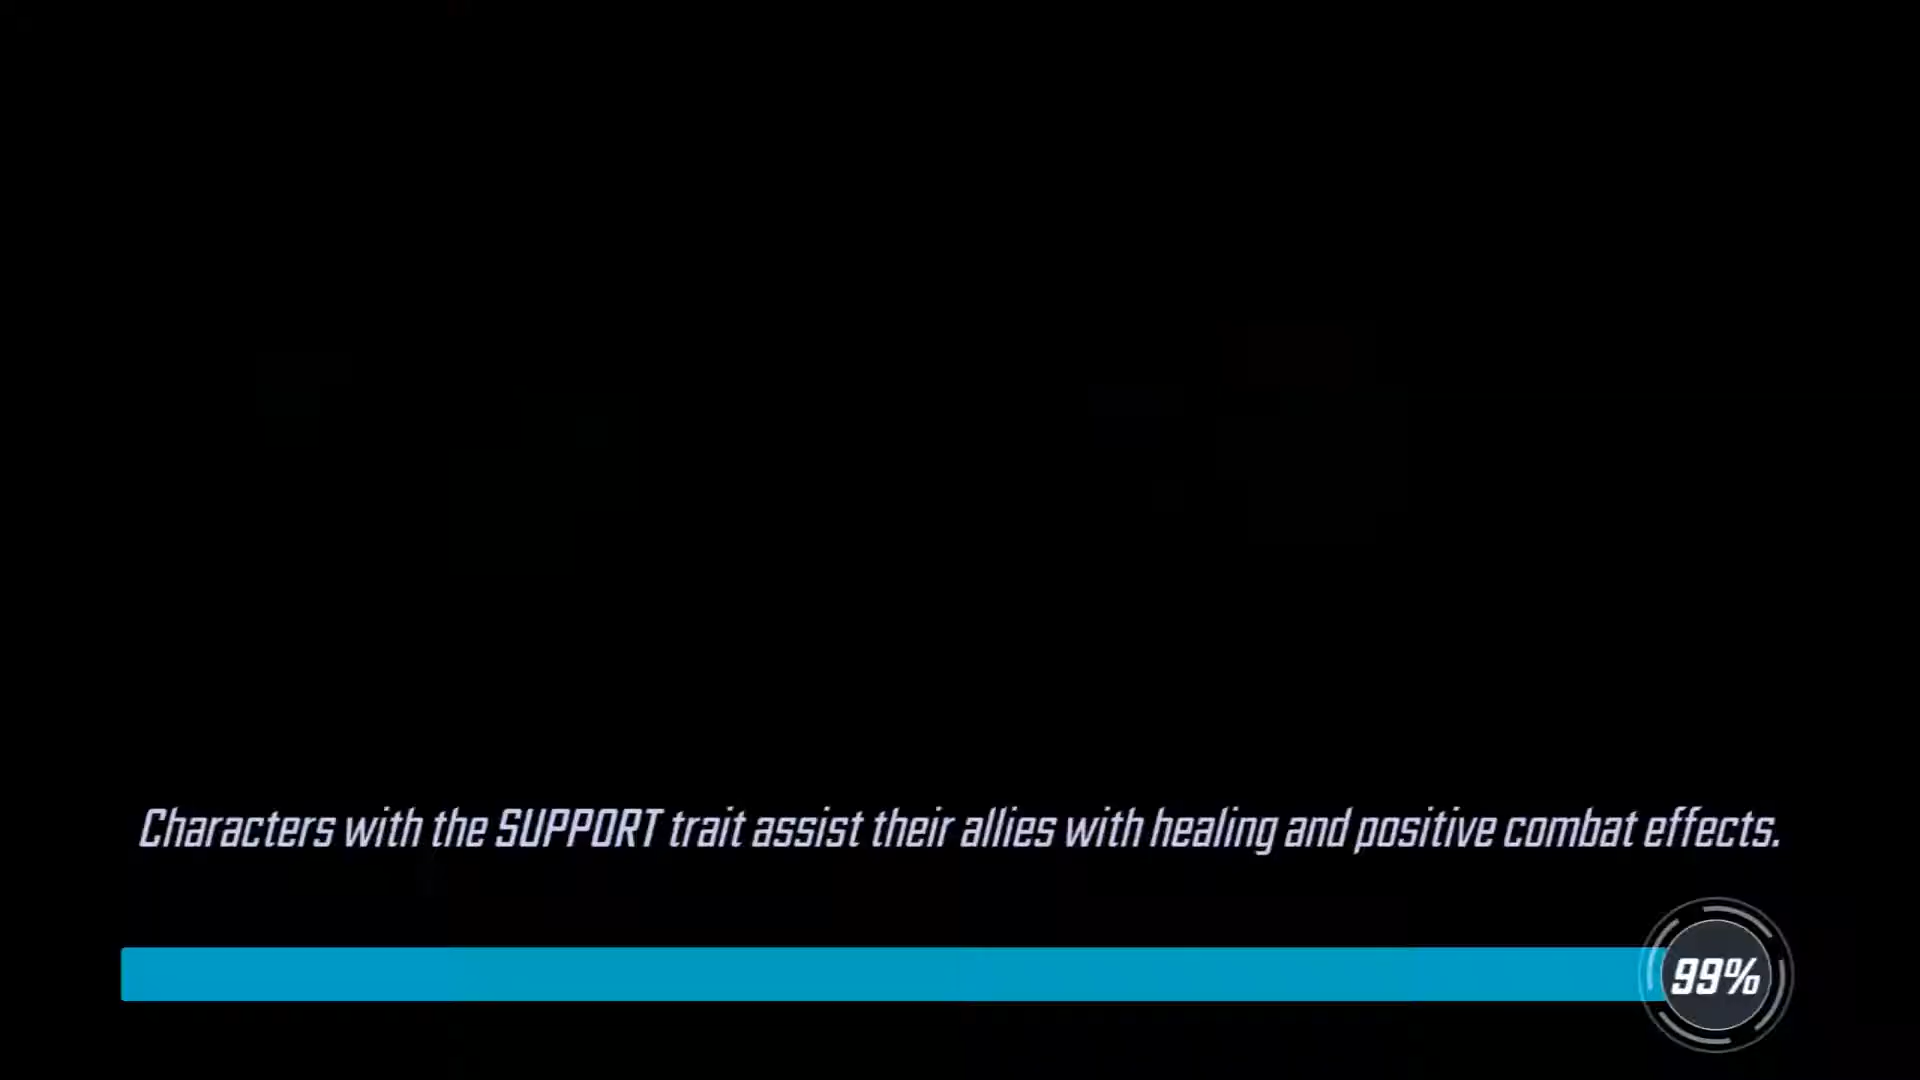 Characters with the SUPPORT trait assist their allies with healing and positive combat effects.
99%